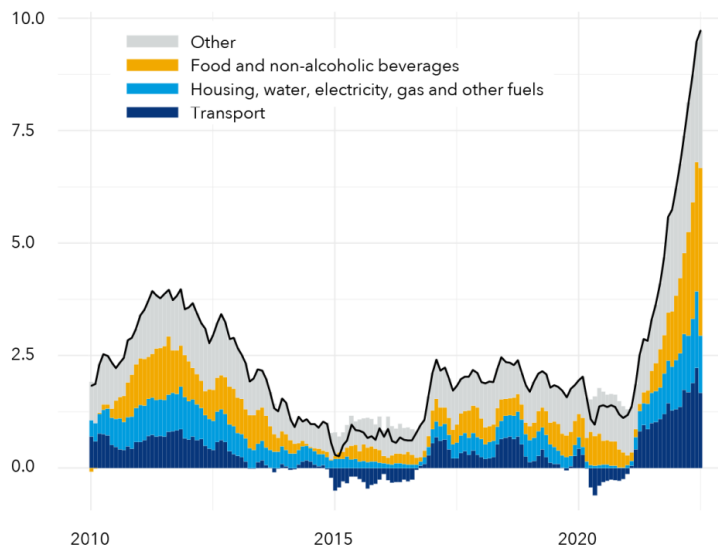 10.0
Other
Food and non-alcoholic beverages
Housing, water, electricity, gas and other fuels
Transport
7.5
5.0
2.5
0.0
2010 2015 2020